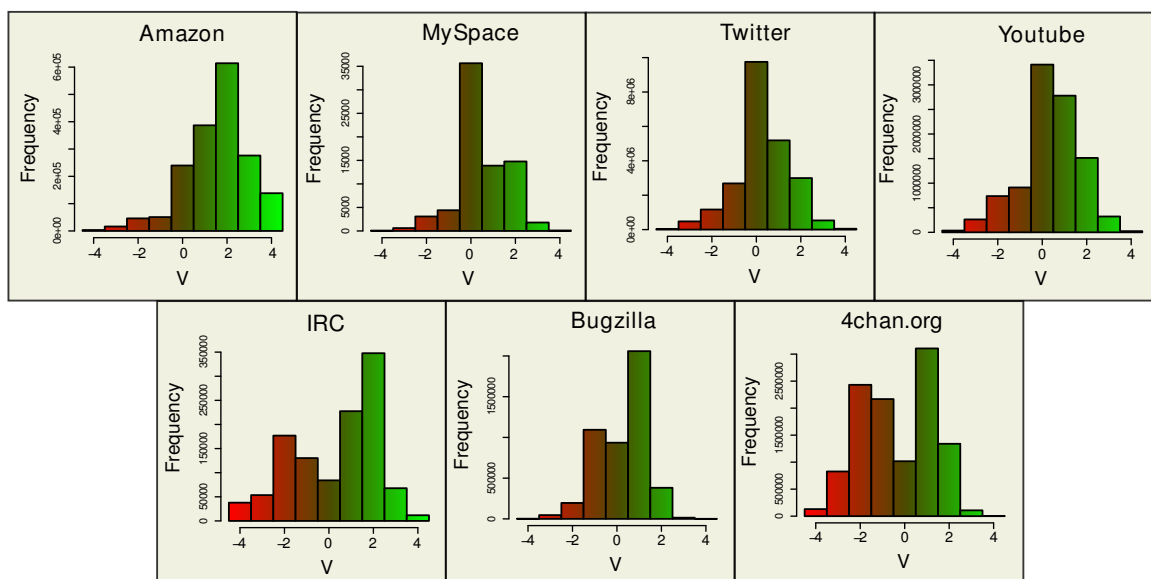 Amazon
Frequency
0e+00 2e+05 4e+05 6e+05
-4 -2 0 2 4
V
MySpace
Frequency
0 5000 15000 25000 35000
-4 -2 0 2 4
V
Twitter
Frequency
0e+00 4e+06 8e+06
-4 -2 0 2 4
V
Youtube
Frequency
0 1000000 2000000 3000000
-4 -2 0 2 4
V
IRC
Frequency
0 50000 150000 250000 350000
-4 -2 0 2 4
V
Bugzilla
Frequency
0 500000 1500000
-4 -2 0 2 4
V
4chan.org
Frequency
0 500000 1500000 2500000
-4 -2 0 2 4
V